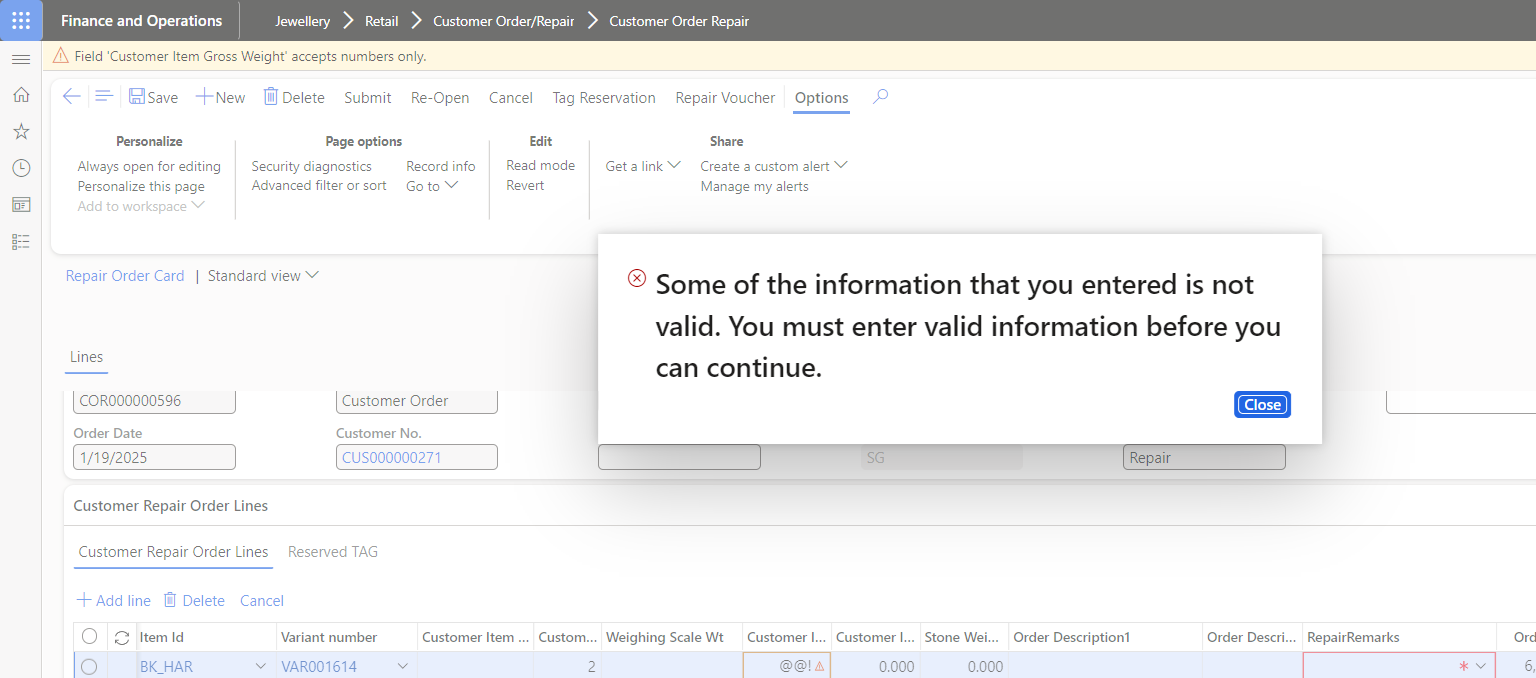 Finance and Operations Jewellery Retail Customer Order/Repair Customer Order Repair
Field 'Customer Item Gross Weight' accepts numbers only.
Save New Delete Submit Re-Open Cancel Tag Reservation Repair Voucher Options
Personalize Page options Edit Share
Always open for editing Security diagnostics Record info Read mode Get a link Create a custom alert
Personalize this page Advanced filter or sort Go to Revert Manage my alerts
Add to workspace
Some of the information that you entered is not
valid. You must enter valid information before you
can continue.
Close
Repair Order Card | Standard view
Lines
COR000000596 Customer Order
Order Date Customer No.
1/19/2025 CUS000000271 SG Repair
Customer Repair Order Lines
Customer Repair Order Lines Reserved TAG
+ Add line Delete Cancel
Item Id Variant number Customer Item ... Custom... Weighing Scale Wt Customer I... Customer I... Stone Wei... Order Description1 Order Descri... RepairRemarks Ord
BK_HAR VAR001614 2 @@! 0.000 0.000 * 6,